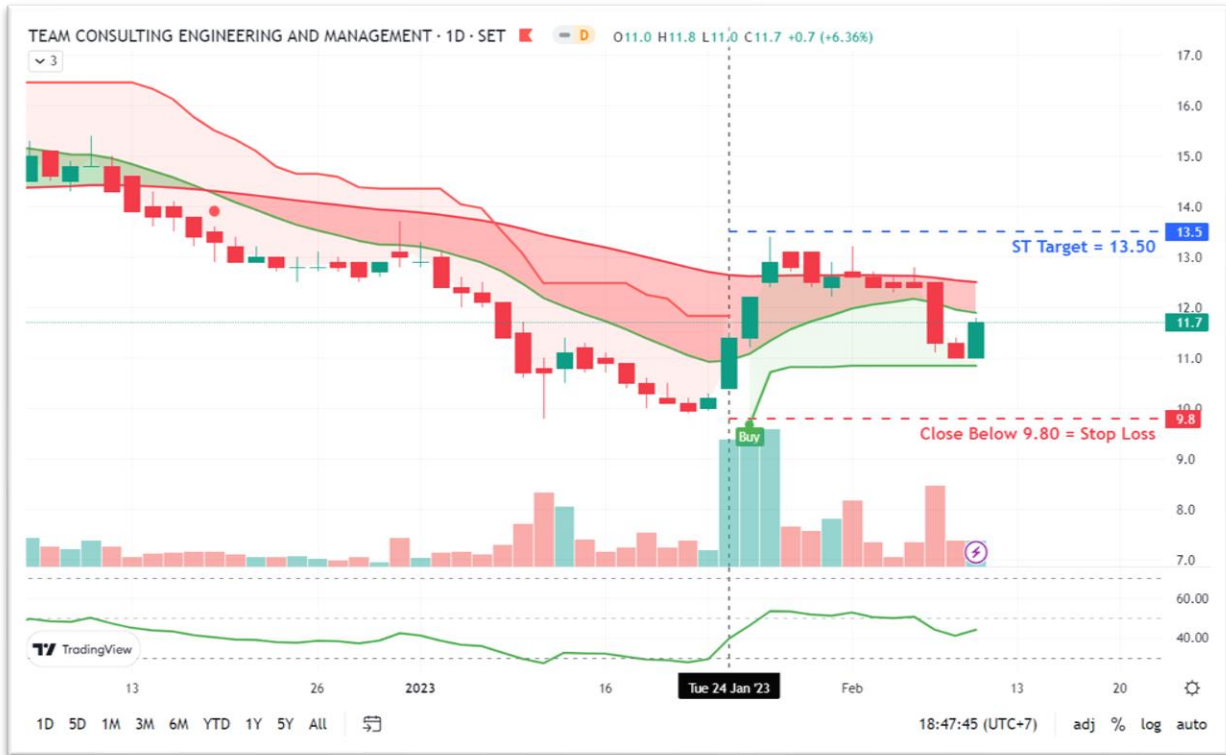 TEAM CONSULTING ENGINEERING AND MANAGEMENT · 1D · SET D O11.0 H11.8 L11.0 C11.7 +0.7 (+6.36%)
3
17.0
16.0
15.0
14.0
13.5
ST Target = 13.50
13.0
12.0
11.7
11.0
10.0
9.8
Close Below 9.80 = Stop Loss
Buy
9.0
8.0
7.0
60.00
40.00
TradingView
13 26 2023 16 Tue 24 Jan '23 Feb 13 20
1D 5D 1M 3M 6M YTD 1Y 5Y All 18:47:45 (UTC+7) adj % log auto